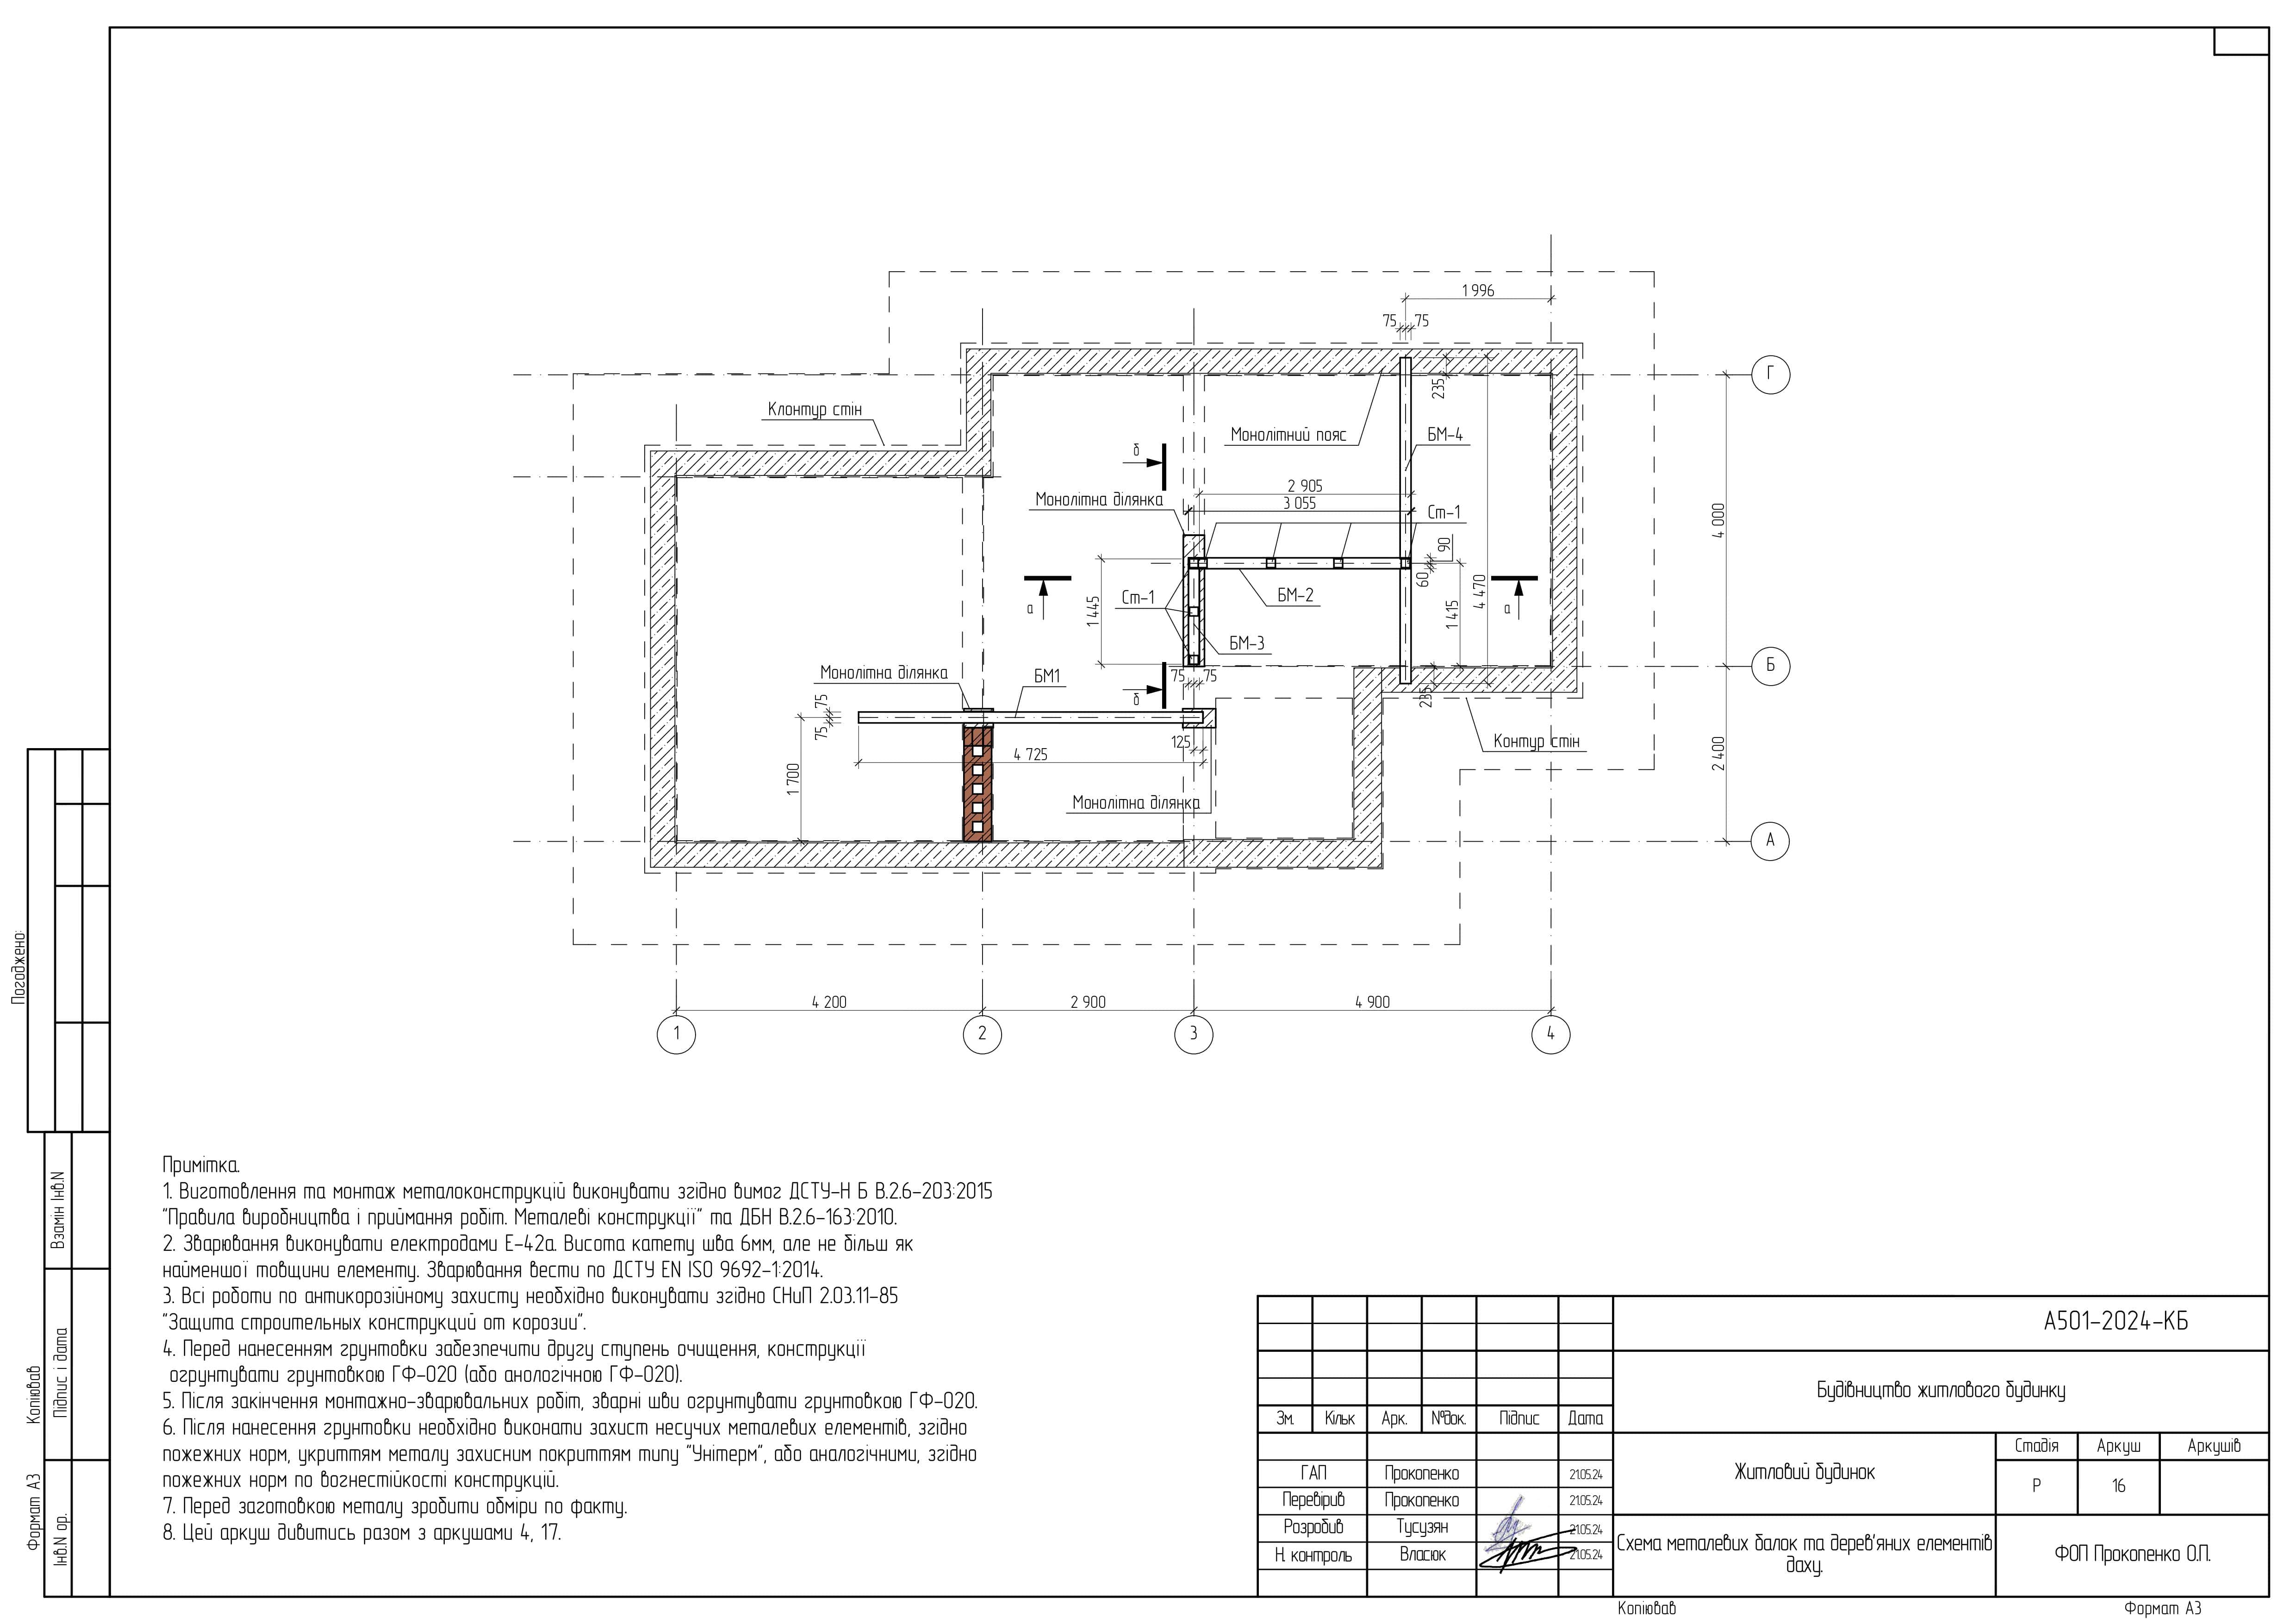 1 996
75
75
Г
235
Клонтур стін
Монолітний пояс
БМ-4
б
2 905
Монолітна ділянка
3 055
Ст-1
4 000
90
60
4 470
Ст-1
1 445
БМ-2
а
а
1 415
БМ-3
Монолітна ділянка
БМ1
75
75
Б
75
75
б
235
125
4 725
Контур стін
2 400
1 700
Монолітна ділянка
А
4 200
2 900
4 900
1
2
3
4
Погоджено:
Взамін Інв.N
Підпис і дата
Інв.N ор.
Копіював
Формат А3
Примітка.
1. Виготовлення та монтаж металоконструкцій виконувати згідно вимог ДСТУ-Н Б В.2.6-203:2015
"Правила виробництва і приймання робіт. Металеві конструкції" та ДБН В.2.6-163:2010.
2. Зварювання виконувати електродами Е-42а. Висота катету шва 6мм, але не більш як
найменшої товщини елементу. Зварювання вести по ДСТУ EN ISO 9692-1:2014.
3. Всі роботи по антикорозійному захисту необхідно виконувати згідно СНиП 2.03.11-85
"Защита строительных конструкций от корозии".
4. Перед нанесенням грунтовки забезпечити другу ступень очищення, конструкції
огрунтувати грунтовкою ГФ-020 (або анологічною ГФ-020).
5. Після закінчення монтажно-зварювальних робіт, зварні шви огрунтувати грунтовкою ГФ-020.
6. Після нанесення грунтовки необхідно виконати захист несучих металевих елементів, згідно
пожежних норм, укриттям металу захисним покриттям типу "Унітерм", або аналогічними, згідно
пожежних норм по вогнестійкості конструкцій.
7. Перед заготовкою металу зробити обміри по факту.
8. Цей аркуш дивитись разом з аркушами 4, 17.
А501-2024-КБ
Будівництво житлового будинку
Зм. Кільк Арк. №док. Підпис Дата
Житловий будинок
Стадія Аркуш Аркушів
Р 16
ГАП Прокопенко 21.05.24
Перевірив Прокопенко 21.05.24
Розробив Тусузян 21.05.24
Н. контроль Власюк 21.05.24
Схема металевих балок та дерев'яних елементів
даху.
ФОП Прокопенко О.П.
Копіював
Формат А3